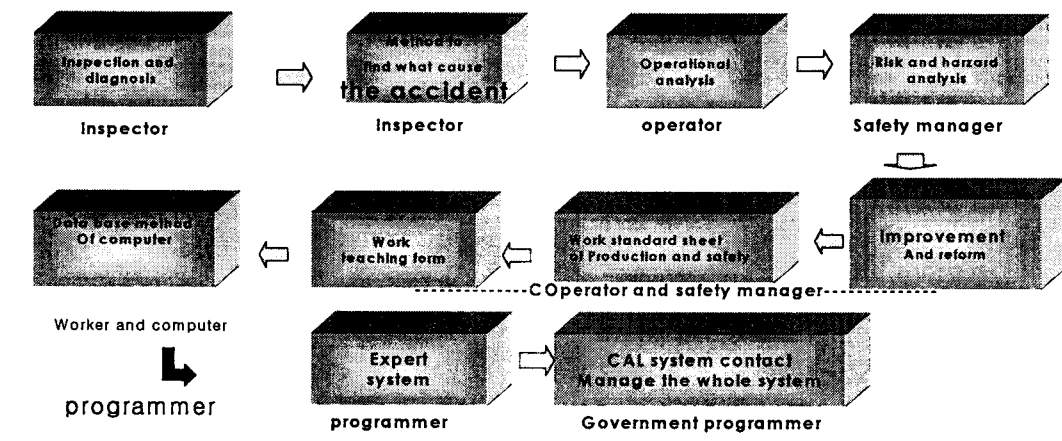 Inspection and
diagnosis
Inspector
Method to
find what cause
the accident
Inspector
Operational
analysis
operator
Risk and harzard
analysis
Safety manager
Improvement
And reform
Work standard sheet
of Production and safety
Work
teaching form
Data base method
Of computer
COperator and safety manager
Worker and computer
programmer
Expert
system
programmer
CAL system contact
Manage the whole system
Government programmer